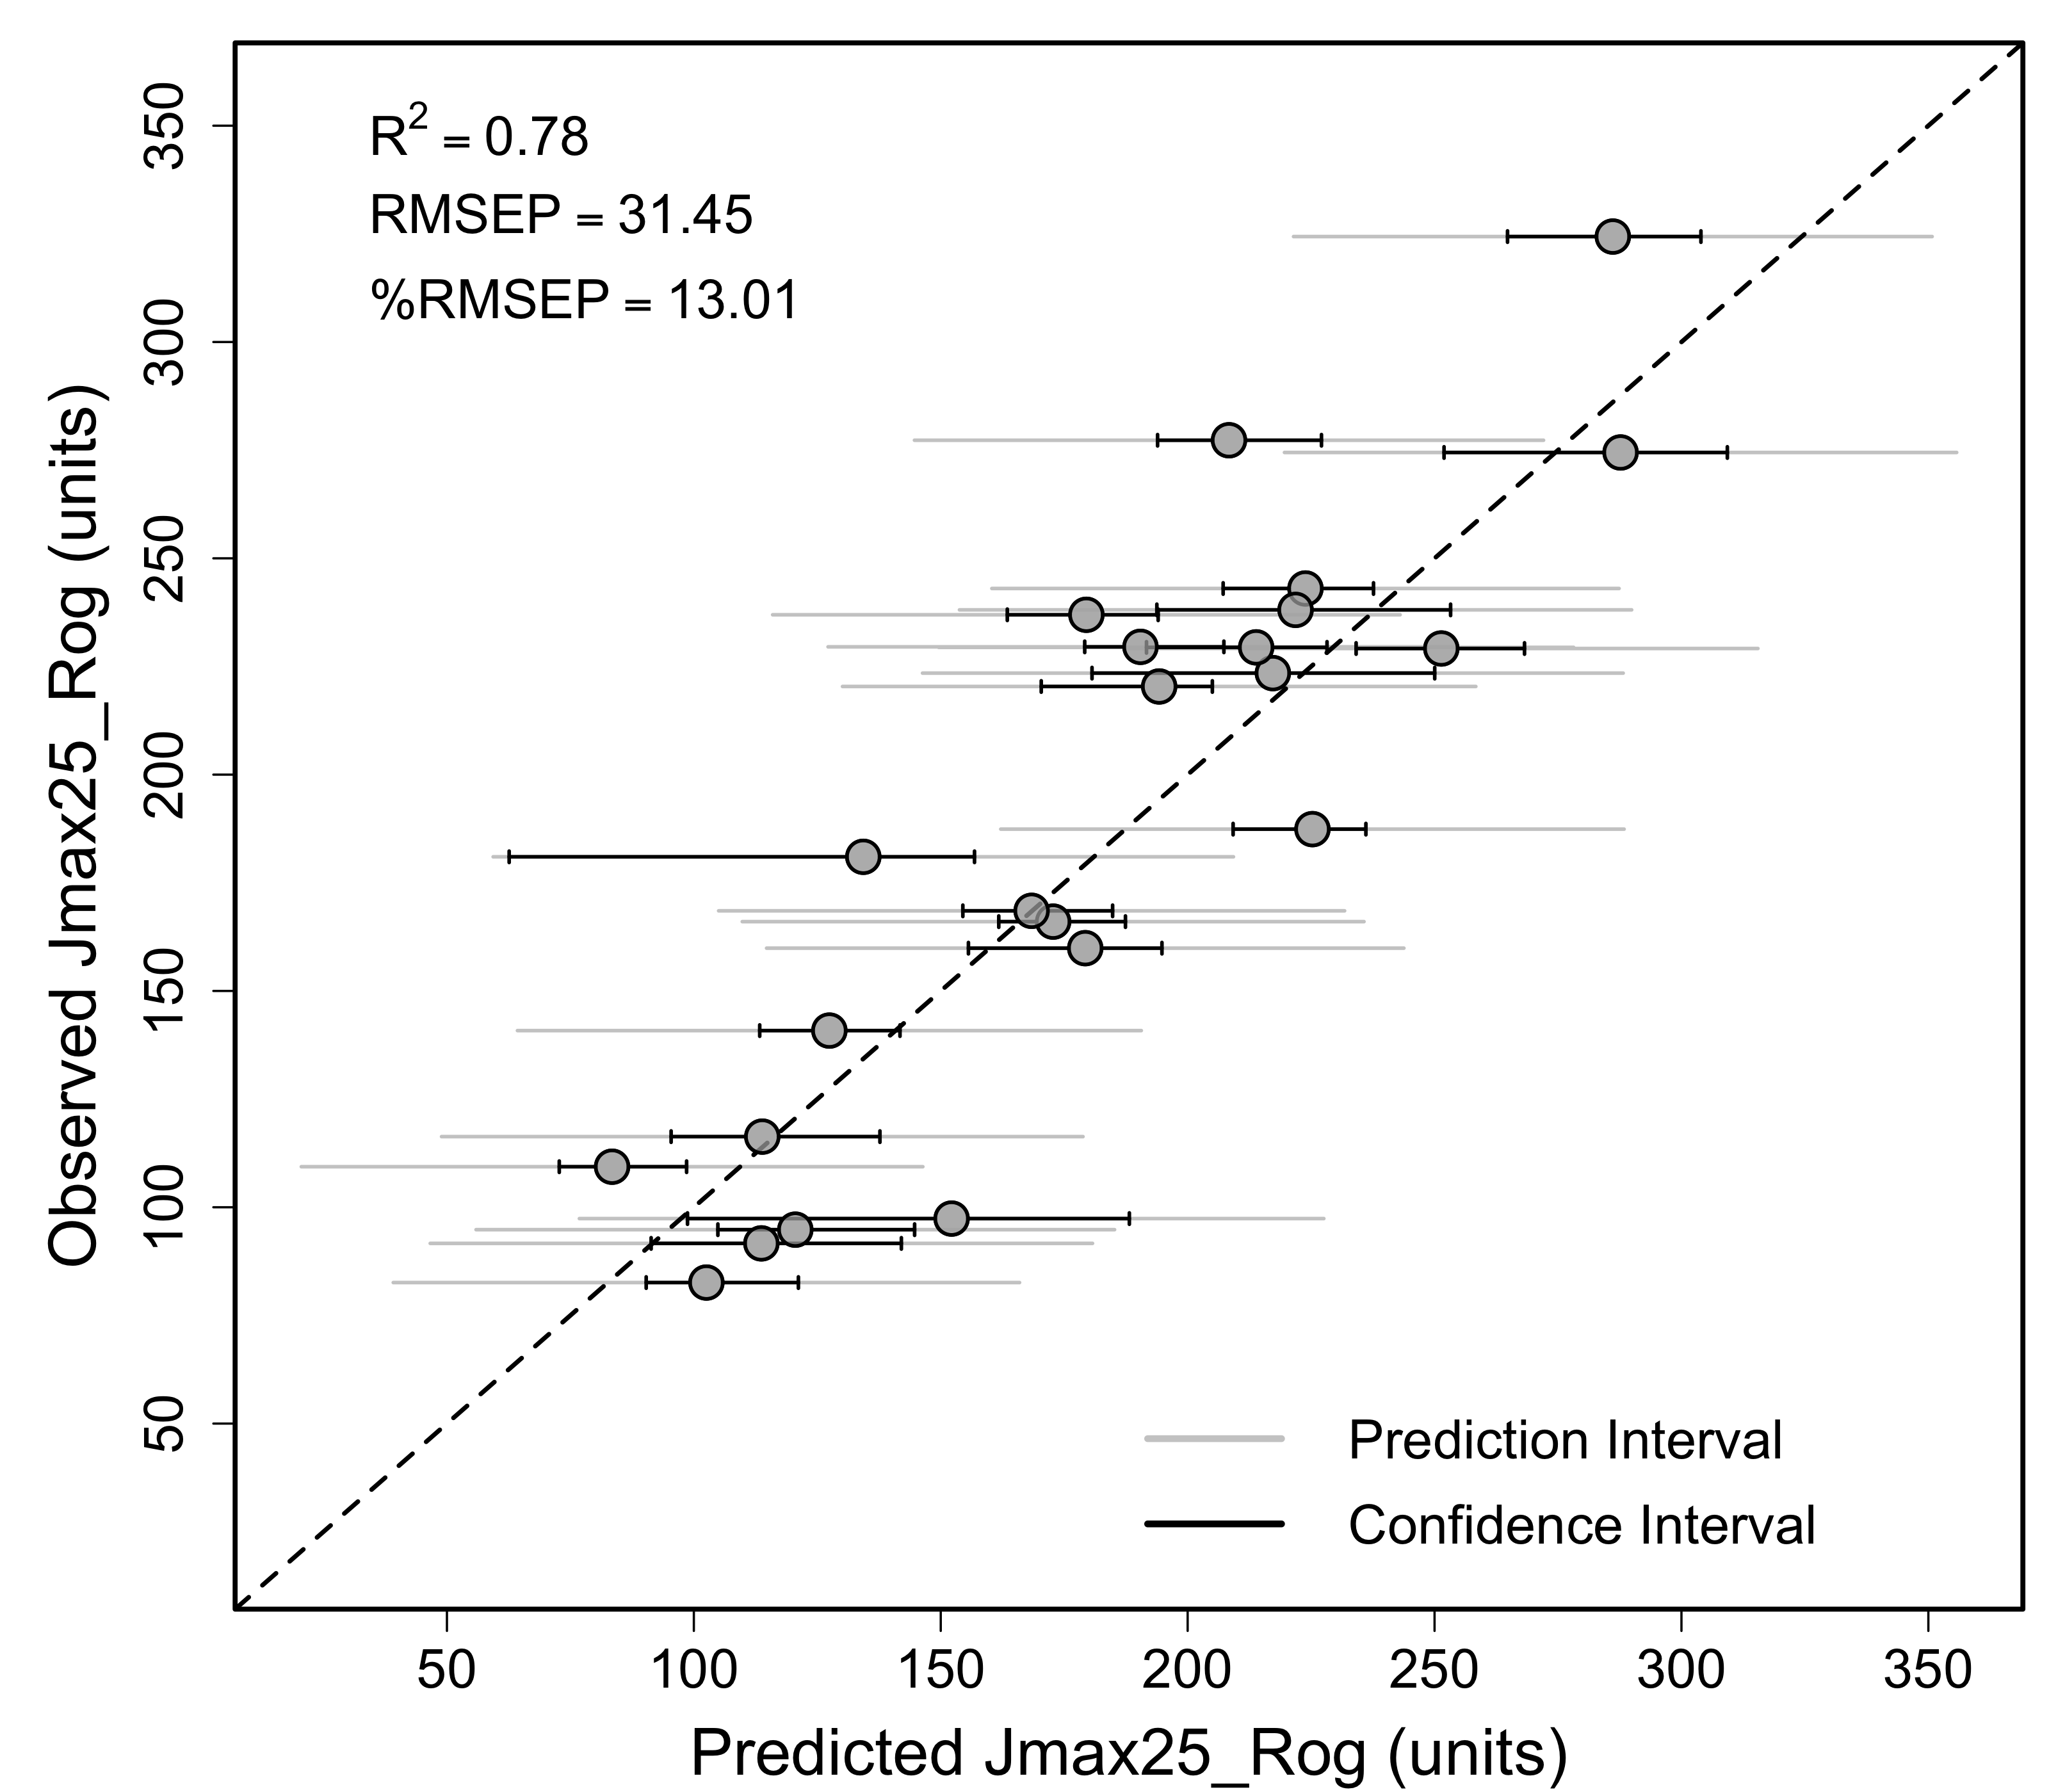 R² = 0.78
RMSEP = 31.45
%RMSEP = 13.01
350
300
250
200
150
100
50
Observed Jmax25_Rog (units)
Prediction Interval
Confidence Interval
50 100 150 200 250 300 350
Predicted Jmax25_Rog (units)